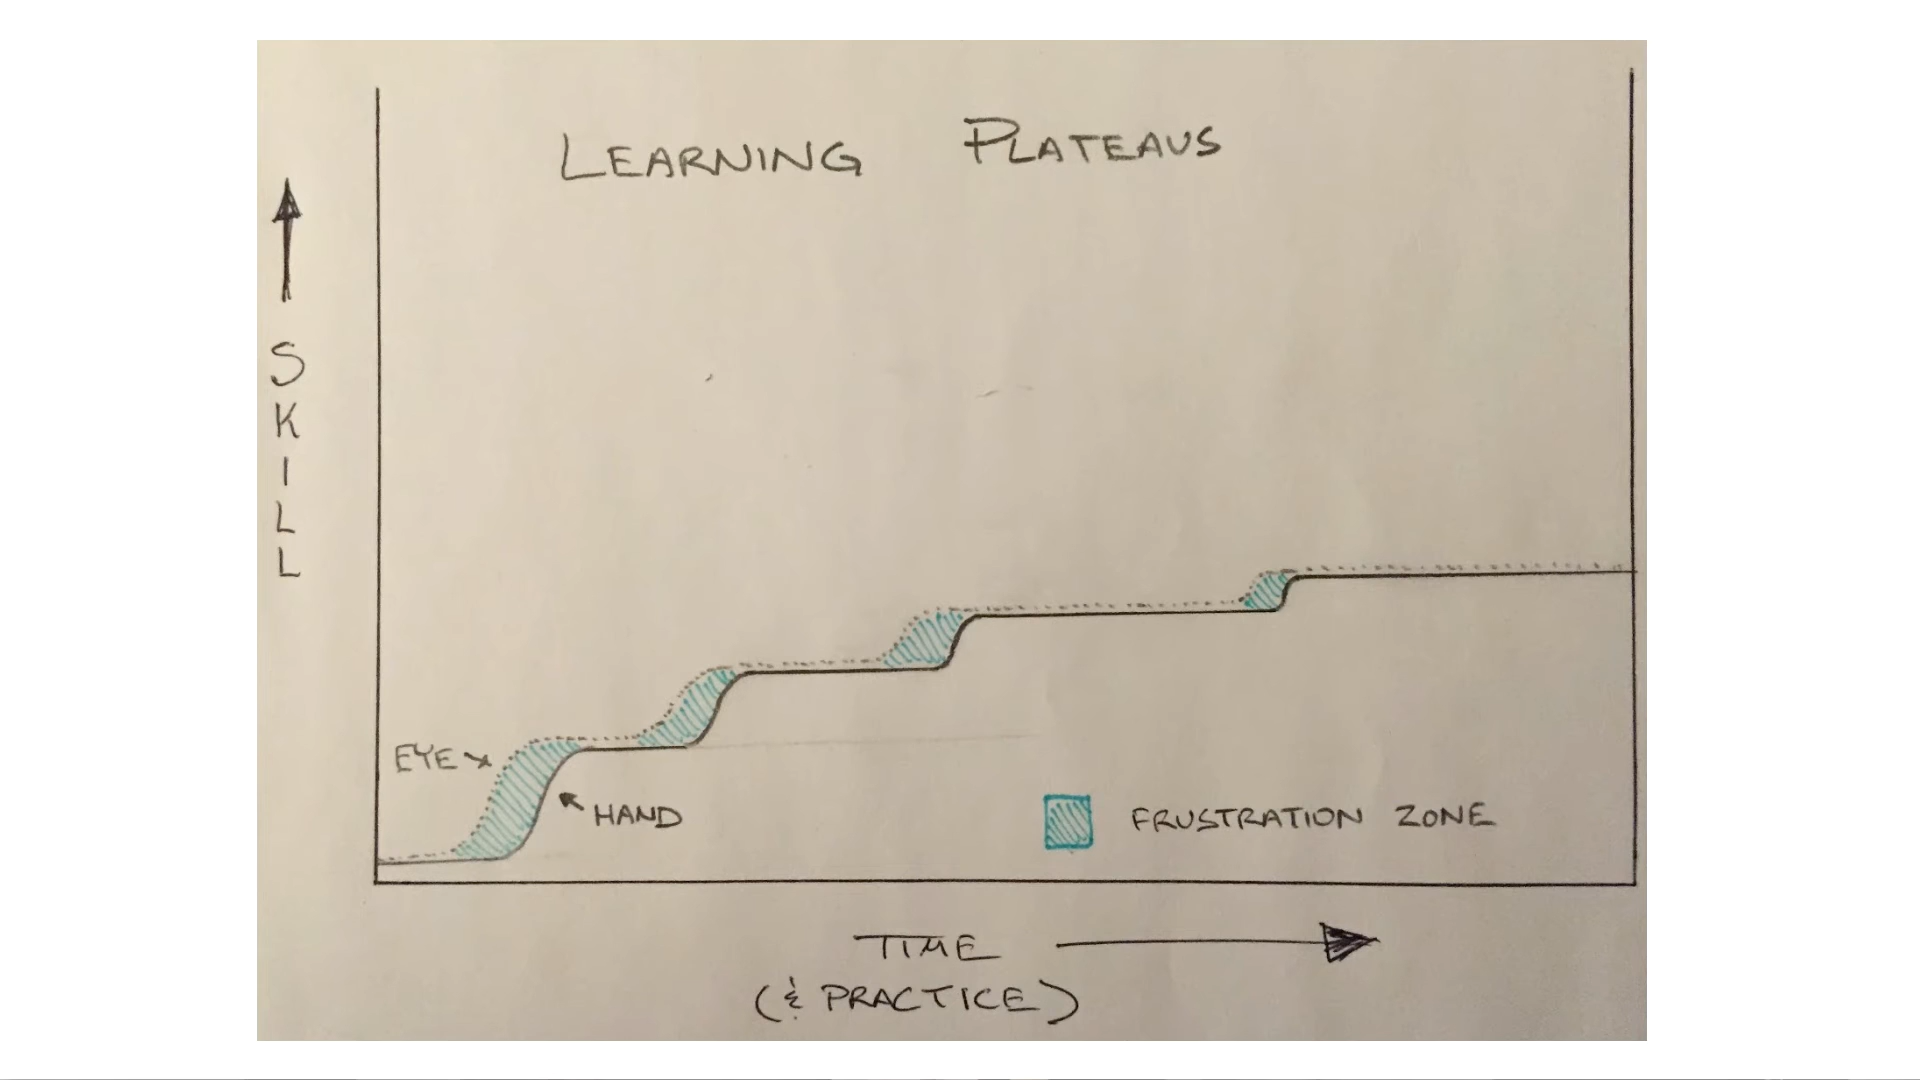 LEARNING PLATEAUS
SKILL
EYE
HAND
FRUSTRATION ZONE
TIME
(& PRACTICE)